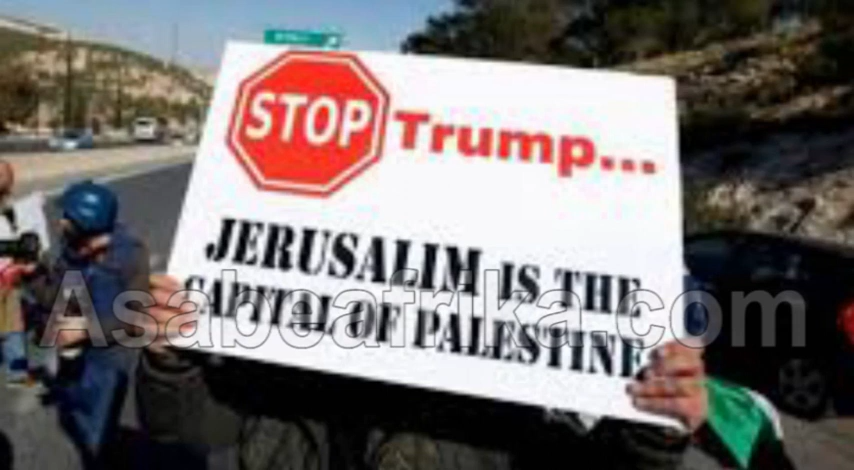 STOP Trump...
JERUSALIM IS THE
CAPITAL OF PALESTINE
Asabeafrika.com